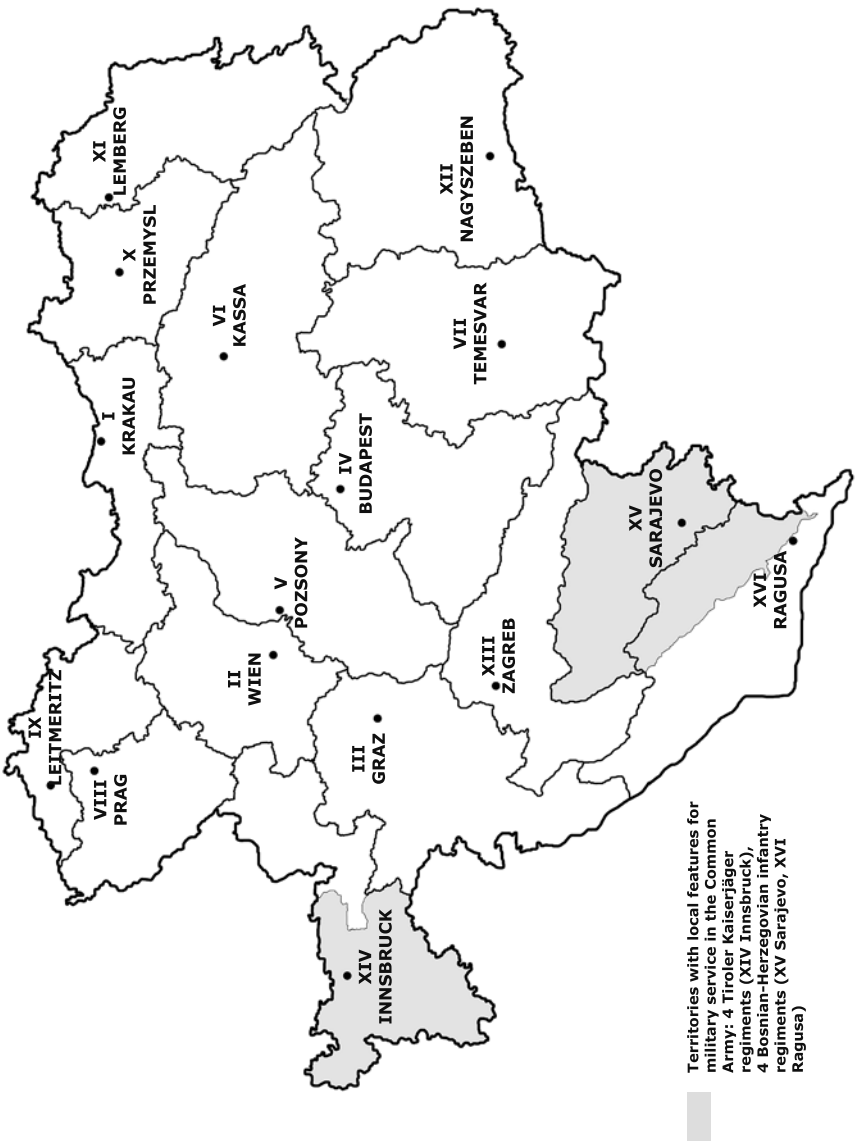 IX
LEITMERITZ
VIII
PRAG
I
KRAKAU
X
PRZEMYSL
XI
LEMBERG
II
WIEN
VI
KASSA
V
POZSONY
XIV
INNSBRUCK
III
GRAZ
IV
BUDAPEST
VII
TEMESVAR
XII
NAGYSZEBEN
XIII
ZAGREB
XV
SARAJEVO
XVI
RAGUSA
Territories with local features for
military service in the Common
Army: 4 Tiroler Kaiserjäger
regiments (XIV Innsbruck),
4 Bosnian-Herzegovian infantry
regiments (XV Sarajevo, XVI
Ragusa)